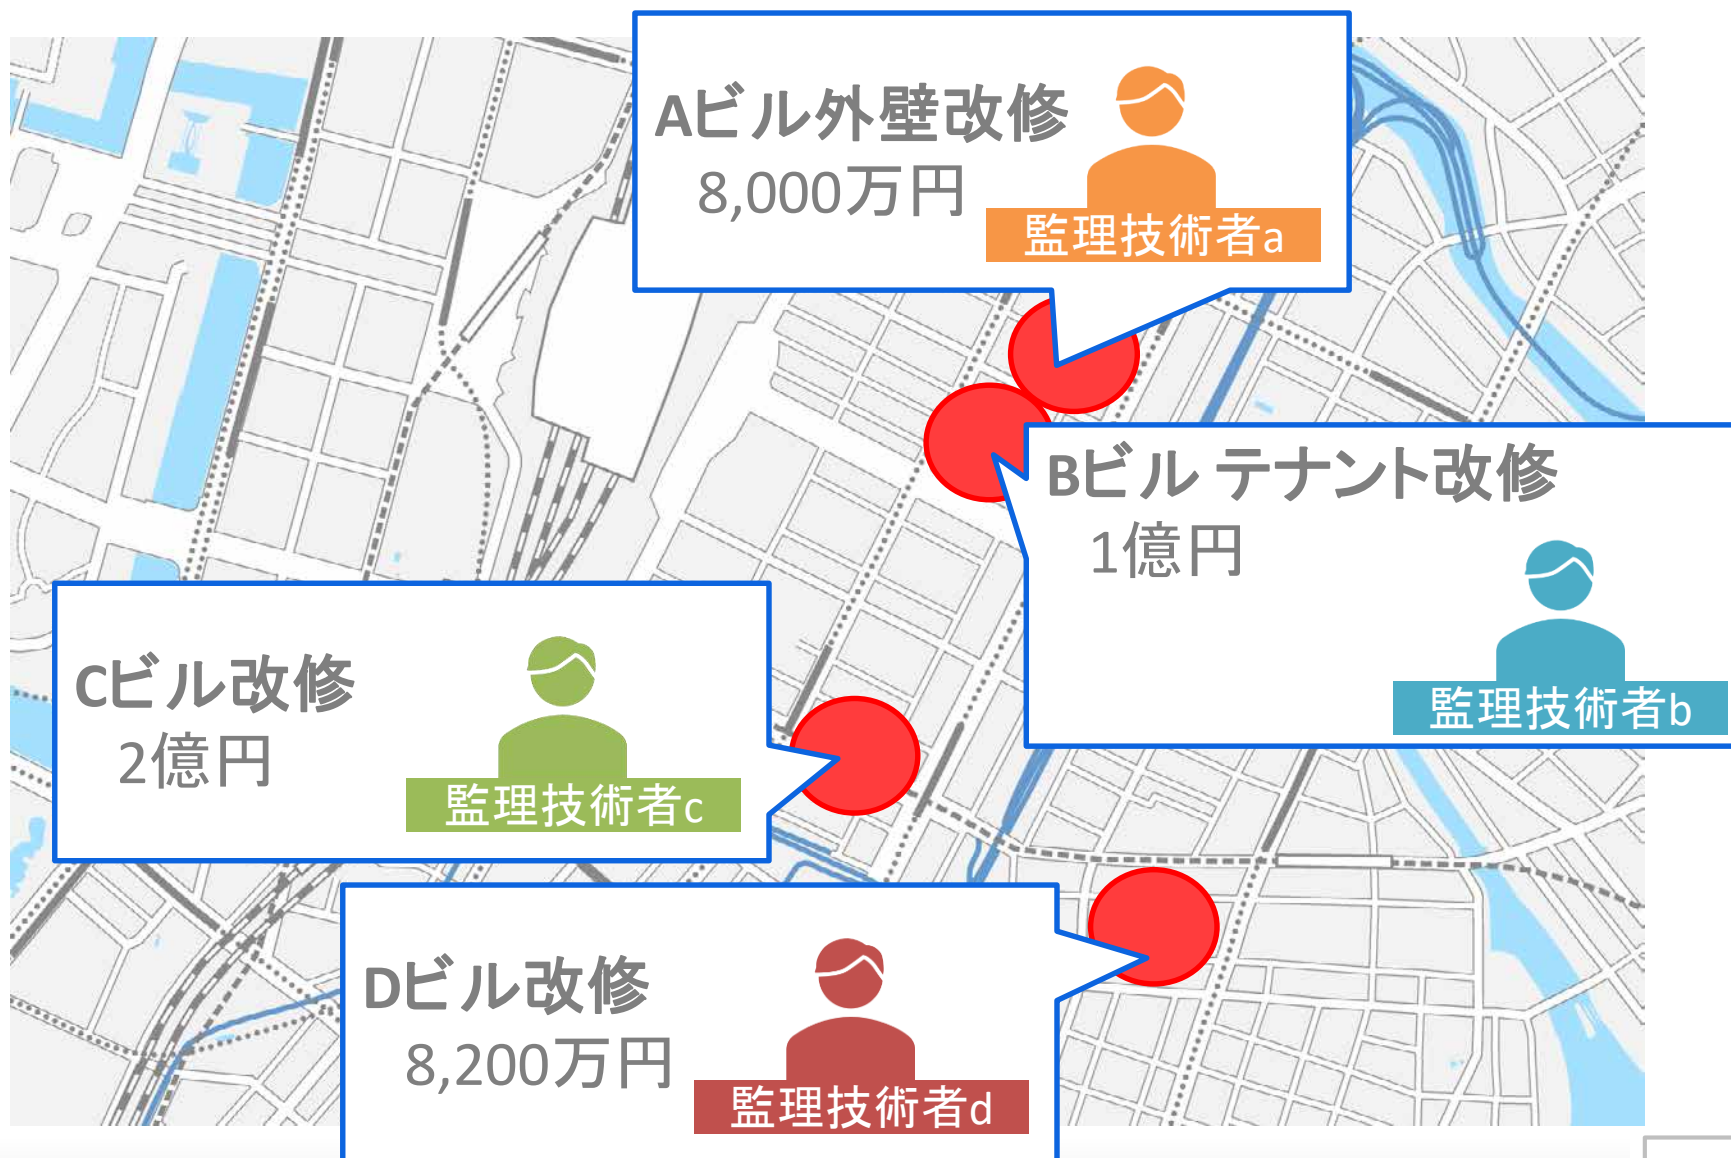 Aビル外壁改修
8,000万円
監理技術者a
Bビル テナント改修
1億円
監理技術者b
Cビル改修
2億円
監理技術者c
Dビル改修
8,200万円
監理技術者d